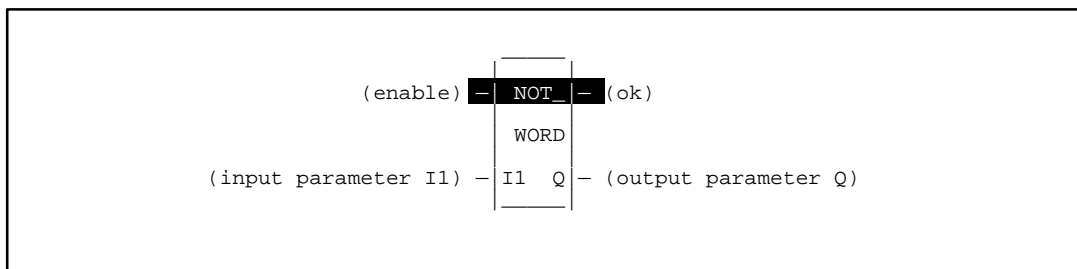 (enable) —| NOT_ |— (ok)
WORD
(input parameter I1) —|I1 Q|— (output parameter Q)